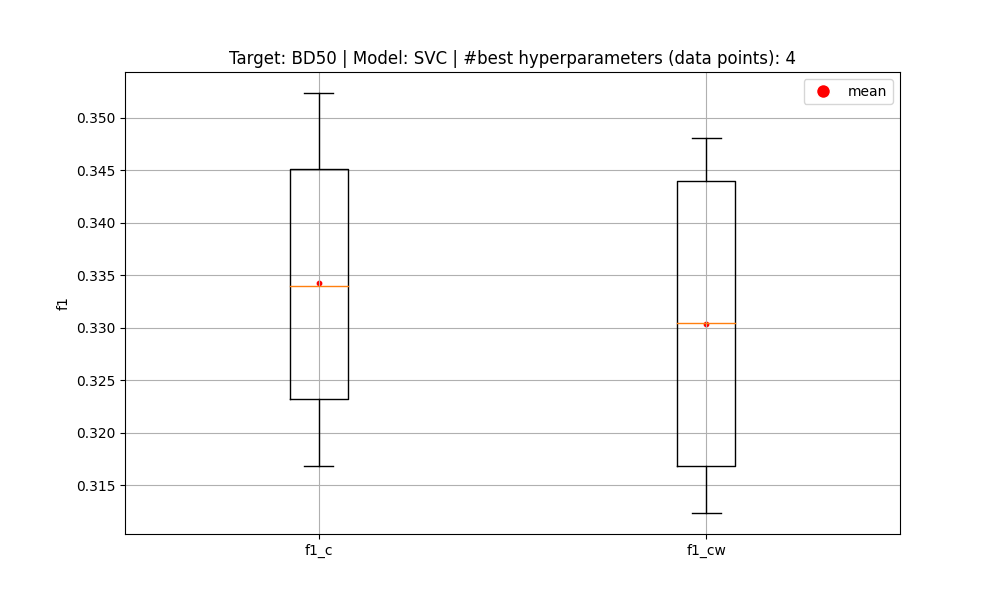 Target: BD50 | Model: SVC | #best hyperparameters (data points): 4
mean
0.350
0.345
0.340
0.335
0.330
0.325
0.320
0.315
f1
f1_c
f1_cw